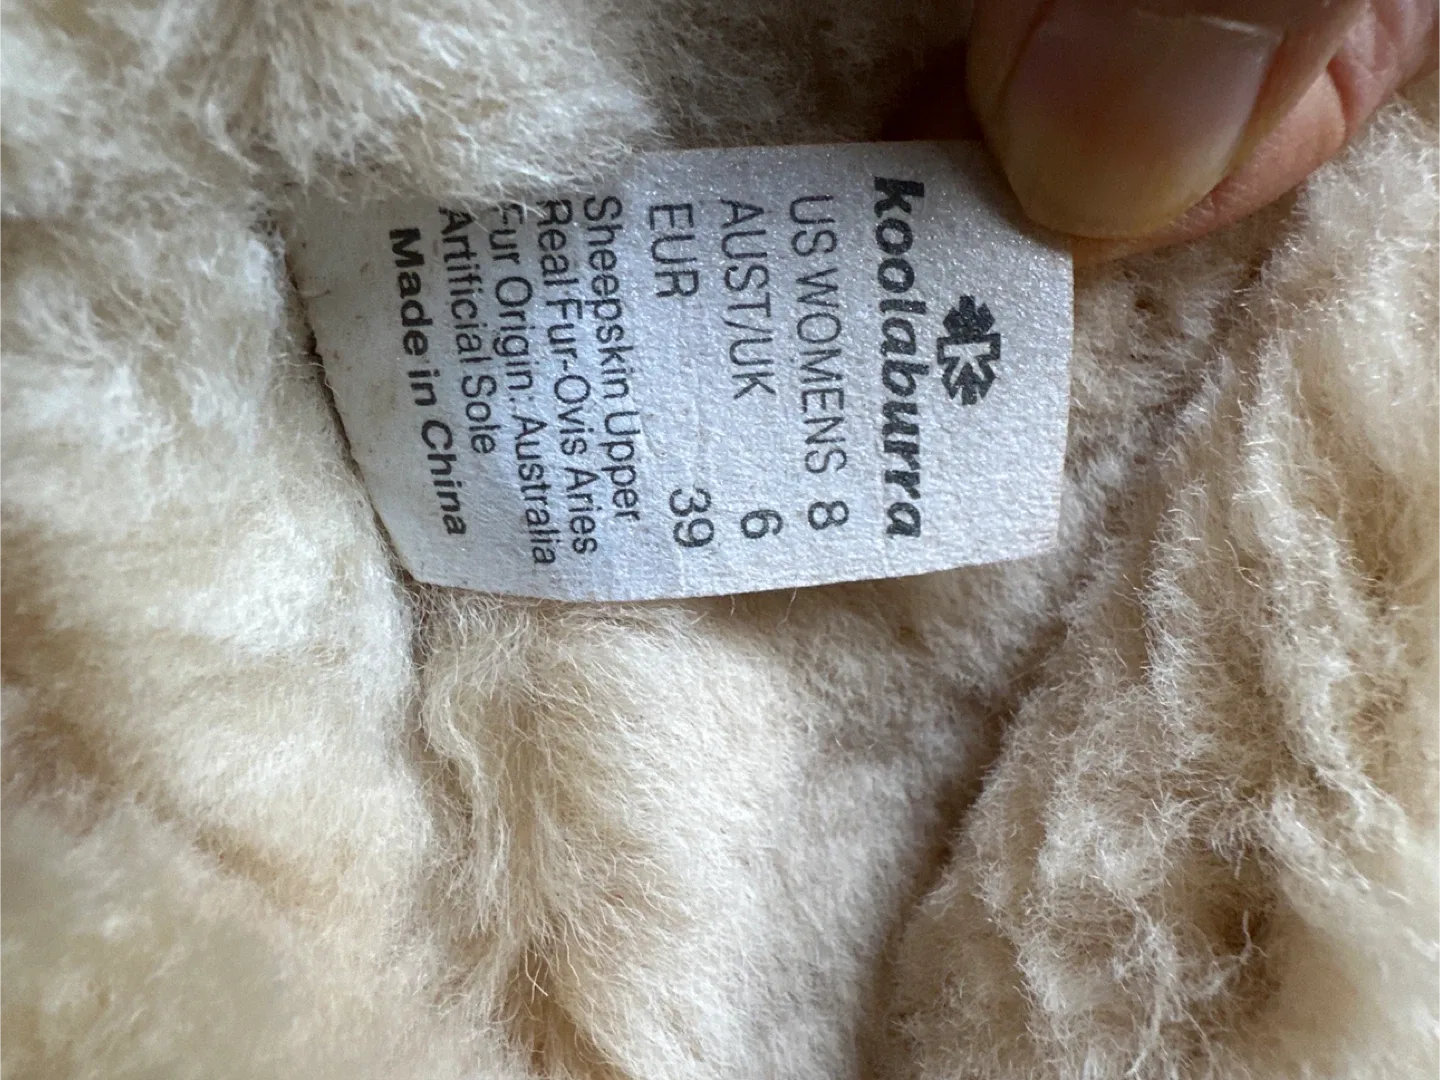 koolaburra
US WOMENS 8
AUST/UK 6
EUR 39
Sheepskin Upper
Real Fur-Ovis Aries
Fur Origin: Australia
Artificial Sole
Made in China